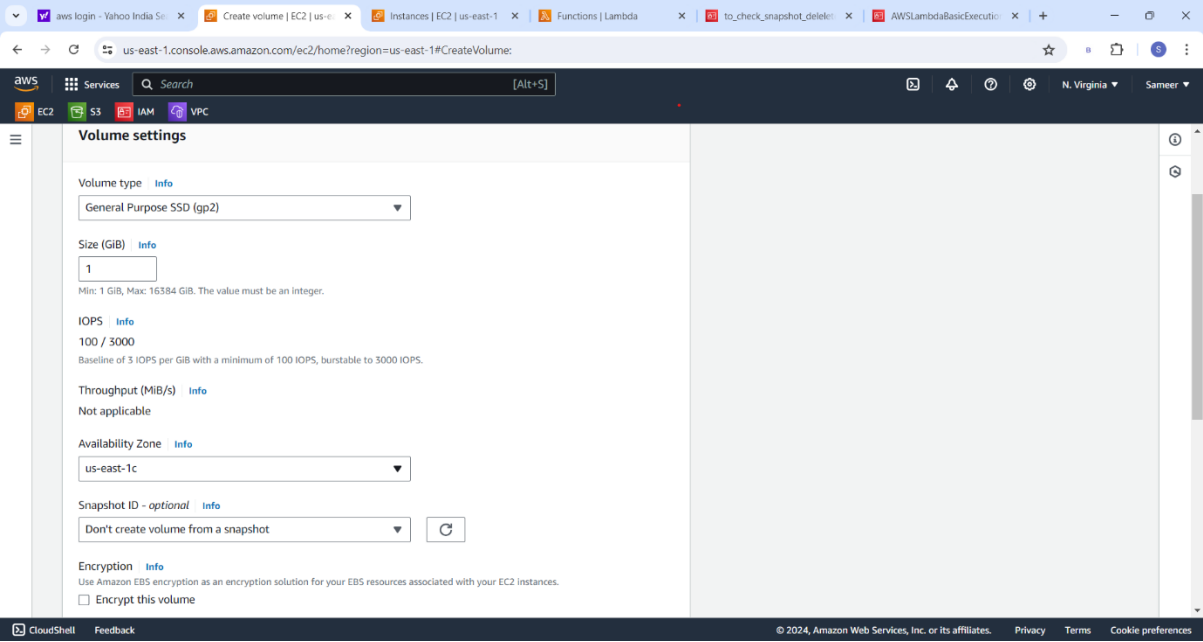 aws login - Yahoo India Se
Create volume | EC2 | us-e
Instances | EC2 | us-east-1
Functions | Lambda
to_check_snapshot_deleleti
AWSLambdaBasicExecution
us-east-1.console.aws.amazon.com/ec2/home?region=us-east-1#CreateVolume:
S
aws
Services
Search
[Alt+S]
N. Virginia
Sameer
EC2
S3
IAM
VPC
Volume settings
Volume type Info
General Purpose SSD (gp2)
Size (GiB) Info
1
Min: 1 GiB, Max: 16384 GiB. The value must be an integer.
IOPS Info
100 / 3000
Baseline of 3 IOPS per GiB with a minimum of 100 IOPS, burstable to 3000 IOPS.
Throughput (MiB/s) Info
Not applicable
Availability Zone Info
us-east-1c
Snapshot ID - optional Info
Don't create volume from a snapshot
Encryption Info
Use Amazon EBS encryption as an encryption solution for your EBS resources associated with your EC2 instances.
Encrypt this volume
CloudShell
Feedback
© 2024, Amazon Web Services, Inc. or its affiliates.
Privacy
Terms
Cookie preferences